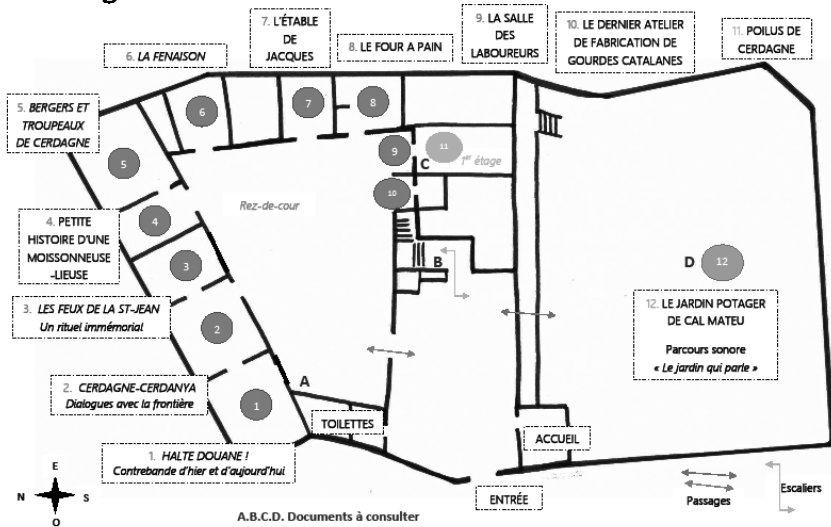 7. L'ÉTABLE
DE
JACQUES
9. LA SALLE
DES
LABOUREURS
10. LE DERNIER ATELIER
DE FABRICATION DE
GOURDES CATALANES
11. POILUS DE
CERDAGNE
6. LA FENAISON
8. LE FOUR A PAIN
5. BERGERS ET
TROUPEAUX
DE CERDAGNE
7
8
6
5
9
11
1er étage
C
10
Rez-de-cour
4. PETITE
HISTOIRE D'UNE
MOISSONNEUSE
-LIEUSE
4
3
B
D
12
3. LES FEUX DE LA ST-JEAN
Un rituel immémorial
2
12. LE JARDIN POTAGER
DE CAL MATEU
Parcours sonore
« Le jardin qui parle »
2. CERDAGNE-CERDANYA
Dialogues avec la frontière
A
1
TOILETTES
ACCUEIL
1. HALTE DOUANE !
Contrebande d'hier et d'aujourd'hui
E
N
S
O
ENTRÉE
Passages
Escaliers
A.B.C.D. Documents à consulter